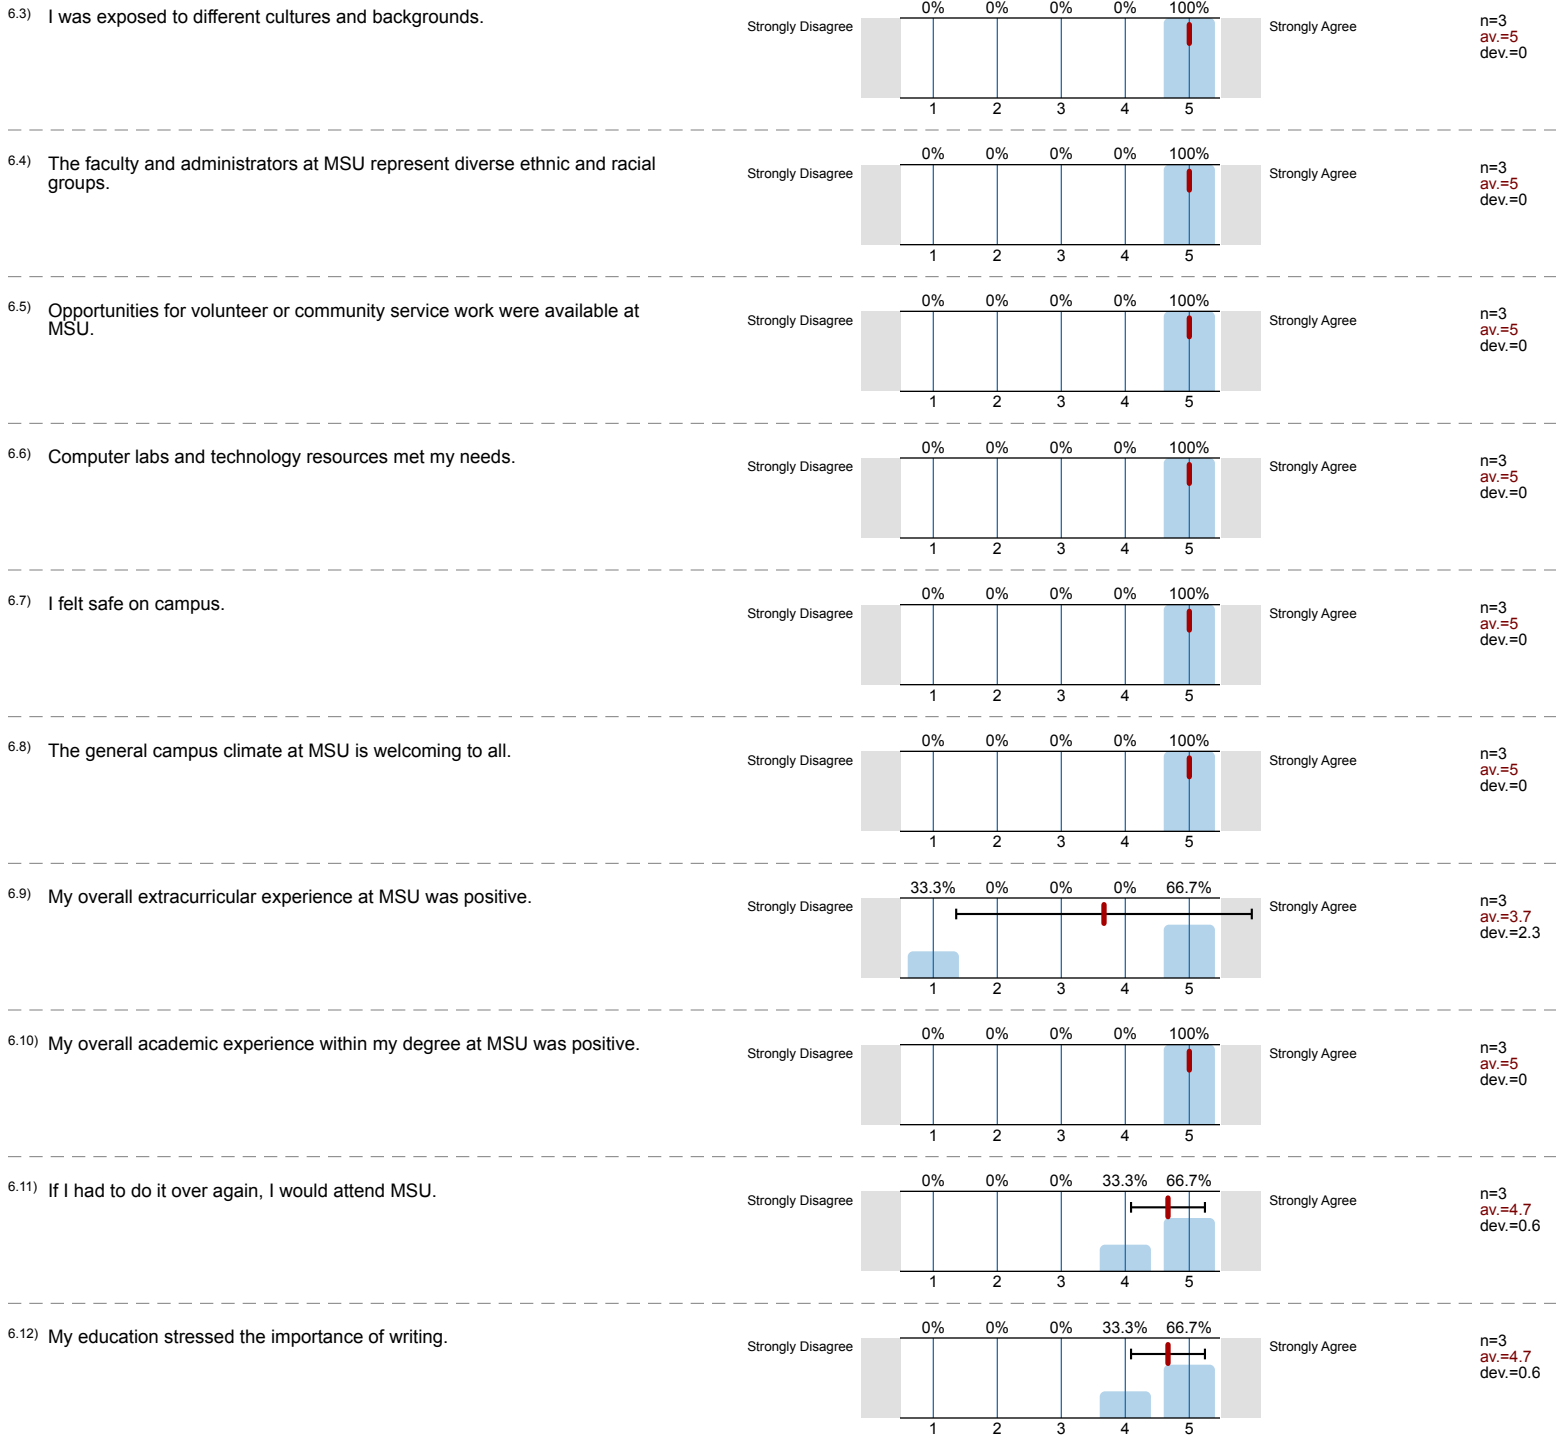 6.3) I was exposed to different cultures and backgrounds.
0% 0% 0% 0% 100%
Strongly Disagree Strongly Agree
n=3
av.=5
dev.=0
1 2 3 4 5
6.4) The faculty and administrators at MSU represent diverse ethnic and racial
groups.
0% 0% 0% 0% 100%
Strongly Disagree Strongly Agree
n=3
av.=5
dev.=0
1 2 3 4 5
6.5) Opportunities for volunteer or community service work were available at
MSU.
0% 0% 0% 0% 100%
Strongly Disagree Strongly Agree
n=3
av.=5
dev.=0
1 2 3 4 5
6.6) Computer labs and technology resources met my needs.
0% 0% 0% 0% 100%
Strongly Disagree Strongly Agree
n=3
av.=5
dev.=0
1 2 3 4 5
6.7) I felt safe on campus.
0% 0% 0% 0% 100%
Strongly Disagree Strongly Agree
n=3
av.=5
dev.=0
1 2 3 4 5
6.8) The general campus climate at MSU is welcoming to all.
0% 0% 0% 0% 100%
Strongly Disagree Strongly Agree
n=3
av.=5
dev.=0
1 2 3 4 5
6.9) My overall extracurricular experience at MSU was positive.
33.3% 0% 0% 0% 66.7%
Strongly Disagree Strongly Agree
n=3
av.=3.7
dev.=2.3
1 2 3 4 5
6.10) My overall academic experience within my degree at MSU was positive.
0% 0% 0% 0% 100%
Strongly Disagree Strongly Agree
n=3
av.=5
dev.=0
1 2 3 4 5
6.11) If I had to do it over again, I would attend MSU.
0% 0% 0% 33.3% 66.7%
Strongly Disagree Strongly Agree
n=3
av.=4.7
dev.=0.6
1 2 3 4 5
6.12) My education stressed the importance of writing.
0% 0% 0% 33.3% 66.7%
Strongly Disagree Strongly Agree
n=3
av.=4.7
dev.=0.6
1 2 3 4 5